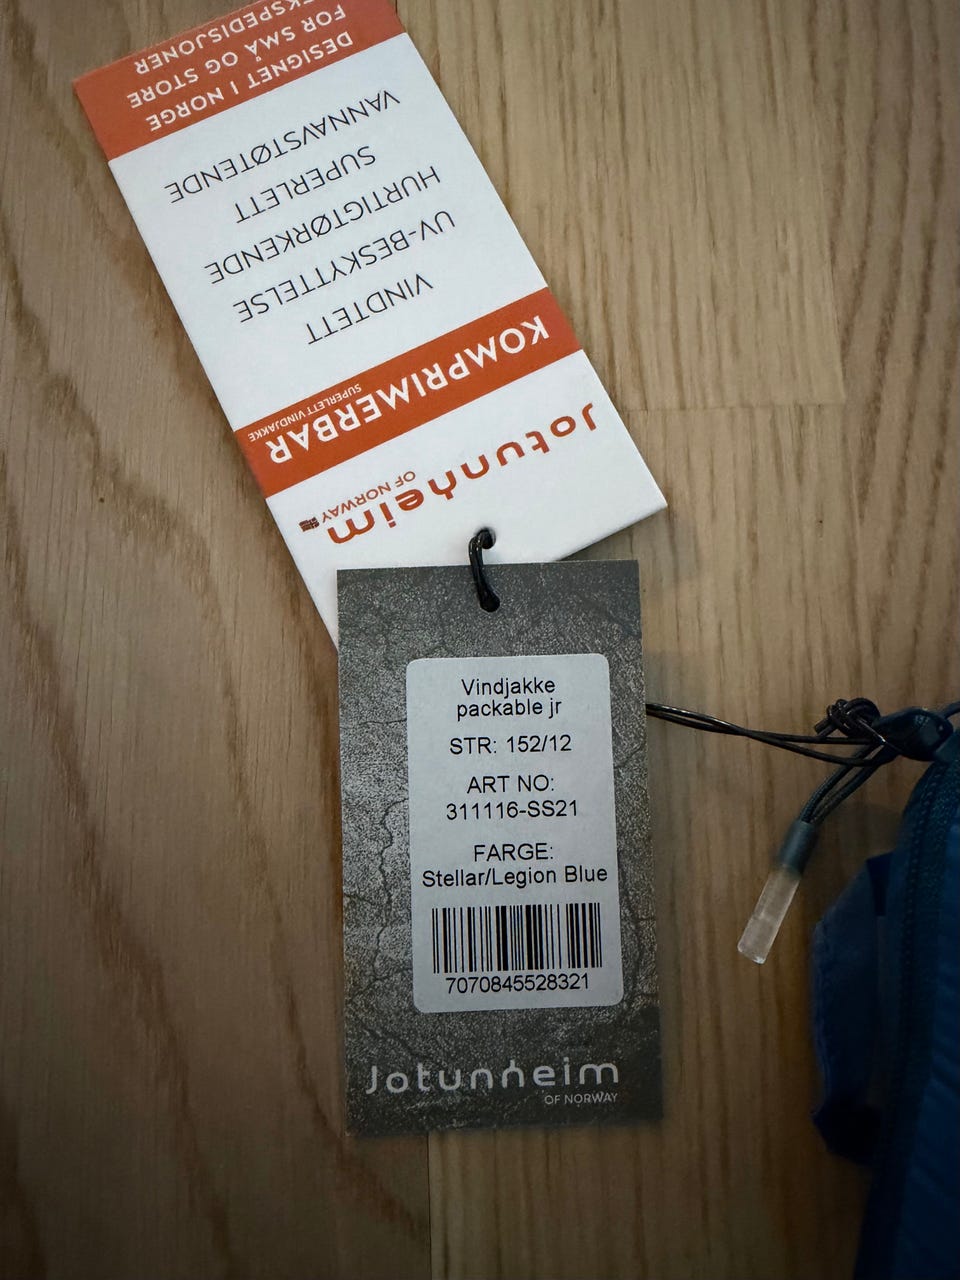 Jotunheim
OF NORWAY
KOMPRIMERBAR
SUPERLETT VINDJAKKE
VINDTETT
UV-BESKYTTELSE
HURTIGTØRKENDE
SUPERLETT
VANNAVSTØTENDE
DESIGNET I NORGE
FOR SMÅ OG STORE
EKSPEDISJONER
Vindjakke
packable jr
STR: 152/12
ART NO:
311116-SS21
FARGE:
Stellar/Legion Blue
7070845528321
Jotunheim
OF NORWAY